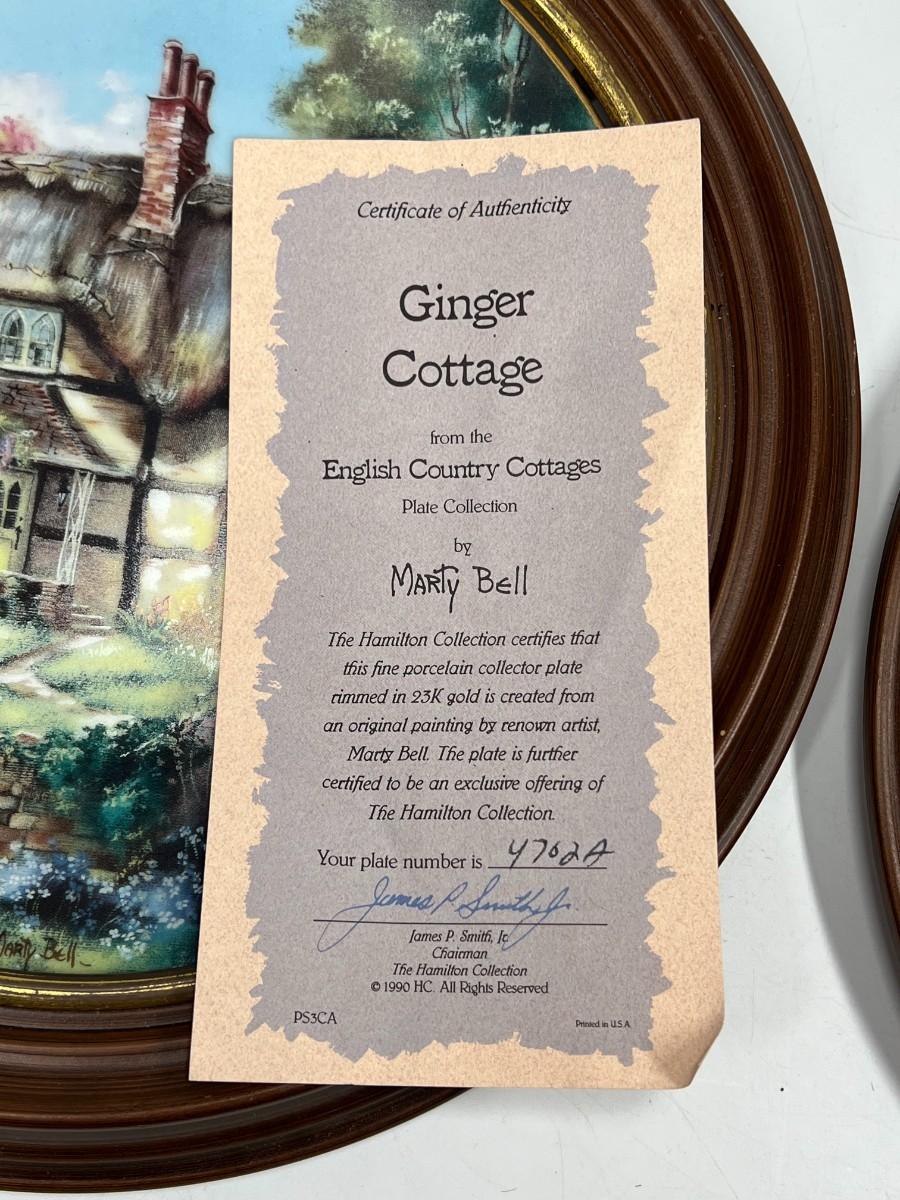 Certificate of Authenticity
Ginger
Cottage
from the
English Country Cottages
Plate Collection
by
Marty Bell
The Hamilton Collection certifies that
this fine porcelain collector plate
rimmed in 23K gold is created from
an original painting by renown artist,
Marty Bell. The plate is further
certified to be an exclusive offering of
The Hamilton Collection.
Your plate number is 4702A
James P. Smith, Jr.
James P. Smith, Jr.
Chairman
The Hamilton Collection
© 1990 HC. All Rights Reserved
PS3CA
Printed in U.S.A.
Marty Bell